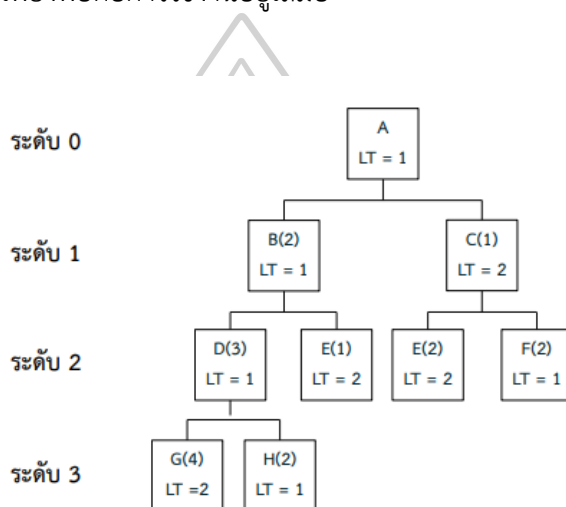 ระดับ 0
A
LT = 1
ระดับ 1
B(2)
LT = 1
C(1)
LT = 2
ระดับ 2
D(3)
LT = 1
E(1)
LT = 2
E(2)
LT = 2
F(2)
LT = 1
ระดับ 3
G(4)
LT =2
H(2)
LT = 1